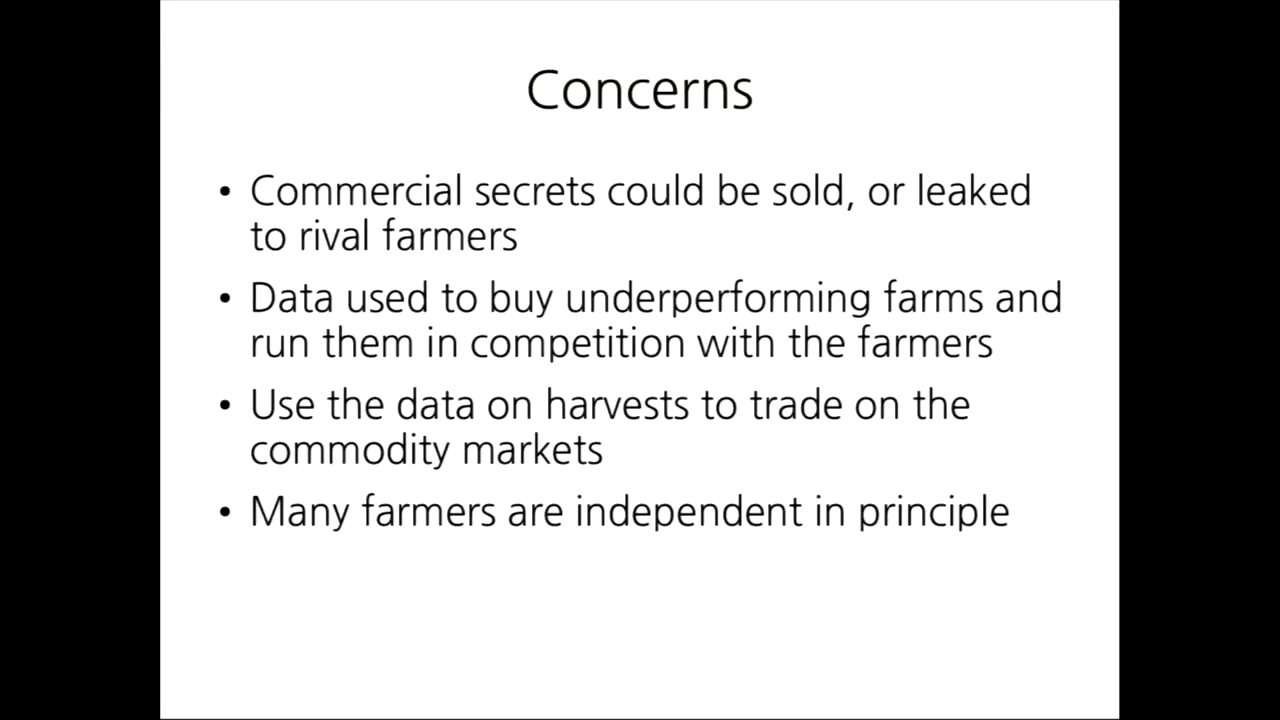 Concerns
• Commercial secrets could be sold, or leaked
to rival farmers
• Data used to buy underperforming farms and
run them in competition with the farmers
• Use the data on harvests to trade on the
commodity markets
• Many farmers are independent in principle